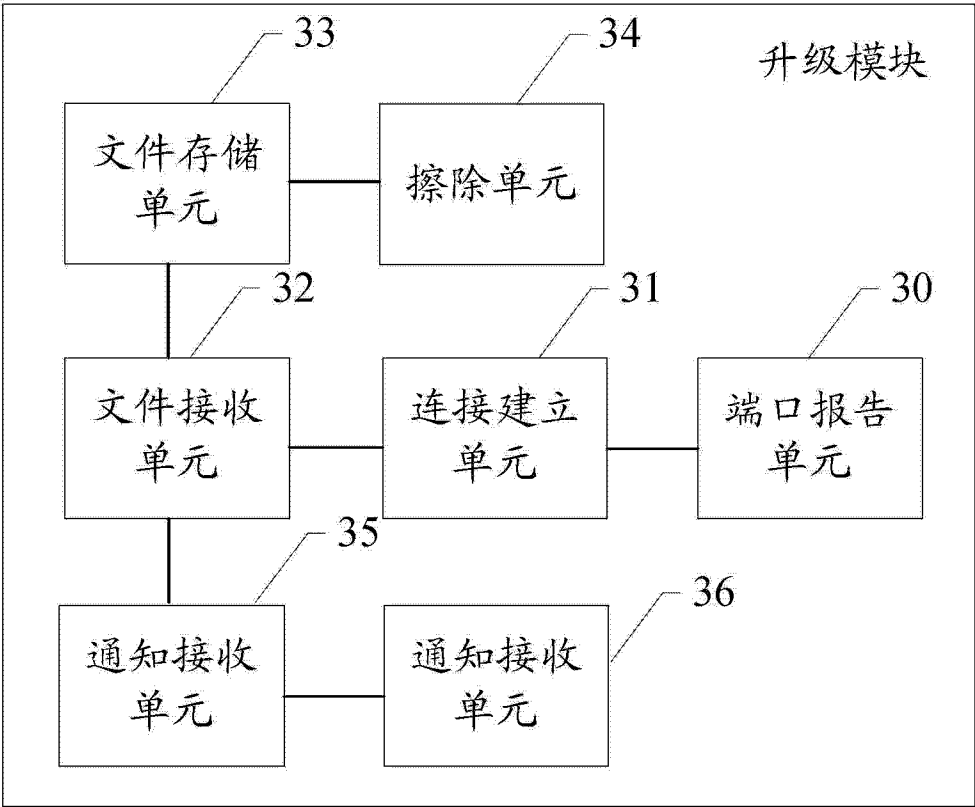 33
34
升级模块
文件存储
单元
擦除单元
32
31
30
文件接收
单元
连接建立
单元
端口报告
单元
35
36
通知接收
单元
通知接收
单元